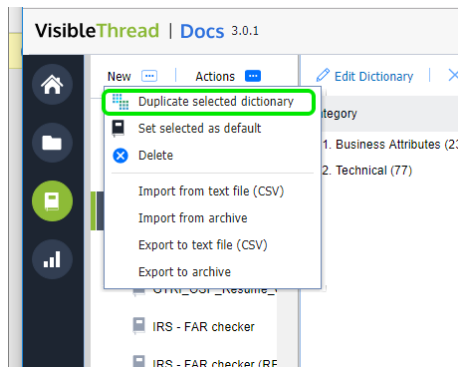 VisibleThread | Docs 3.0.1
New Actions Edit Dictionary
Duplicate selected dictionary
Set selected as default
Delete
Import from text file (CSV)
Import from archive
Export to text file (CSV)
Export to archive
IRS - FAR checker
IRS - FAR checker (RF
tegory
1. Business Attributes (23
2. Technical (77)